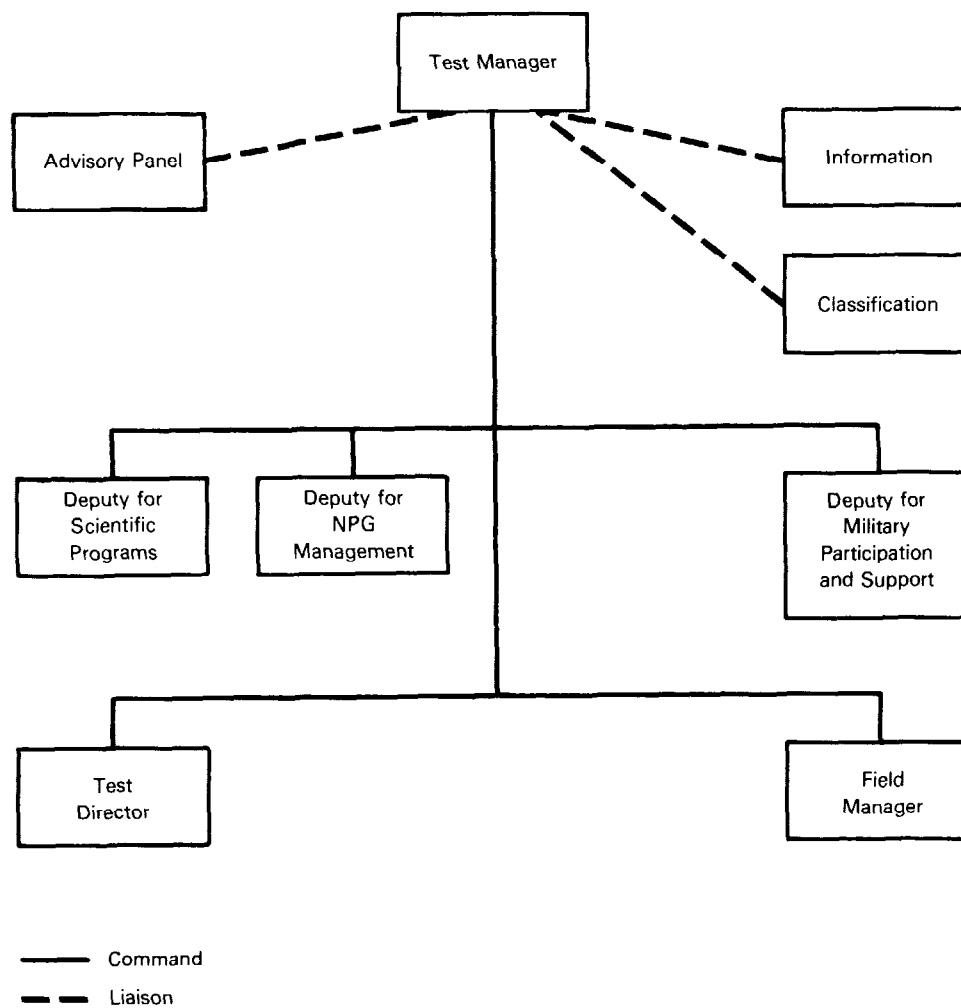 Test Manager
Advisory Panel
Information
Classification
Deputy for
Scientific
Programs
Deputy for
NPG
Management
Deputy for
Military
Participation
and Support
Test
Director
Field
Manager
Command
Liaison